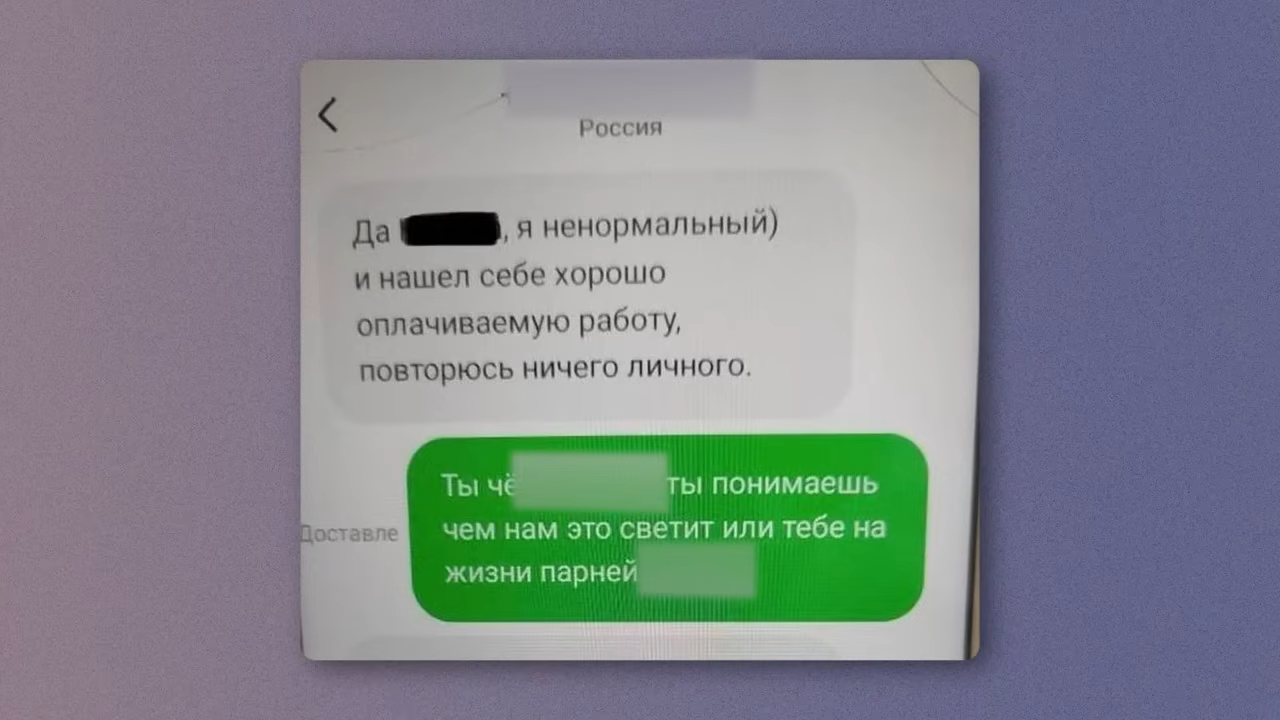 Россия
Да
, я ненормальный)
и нашел себе хорошо
оплачиваемую работу,
повторюсь ничего личного.
Ты чё ты понимаешь
Доставле
чем нам это светит или тебе на
жизни парней